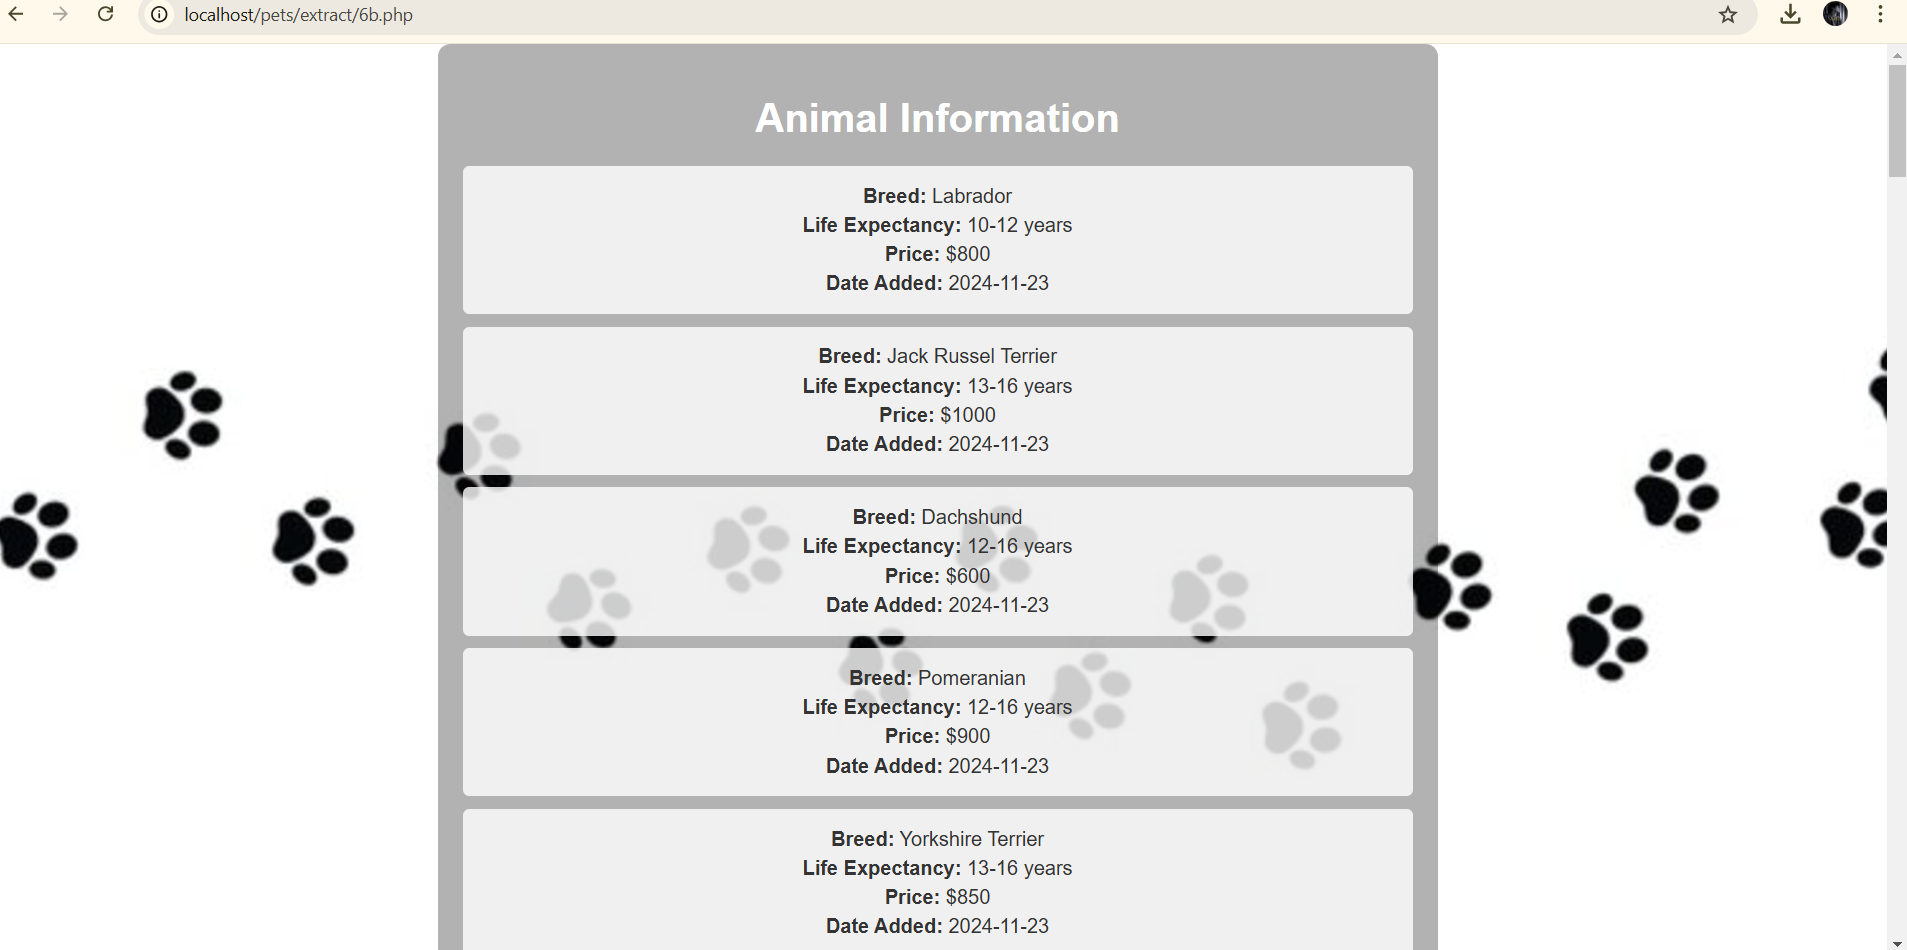 localhost/pets/extract/6b.php
Animal Information
Breed: Labrador
Life Expectancy: 10-12 years
Price: $800
Date Added: 2024-11-23
Breed: Jack Russel Terrier
Life Expectancy: 13-16 years
Price: $1000
Date Added: 2024-11-23
Breed: Dachshund
Life Expectancy: 12-16 years
Price: $600
Date Added: 2024-11-23
Breed: Pomeranian
Life Expectancy: 12-16 years
Price: $900
Date Added: 2024-11-23
Breed: Yorkshire Terrier
Life Expectancy: 13-16 years
Price: $850
Date Added: 2024-11-23